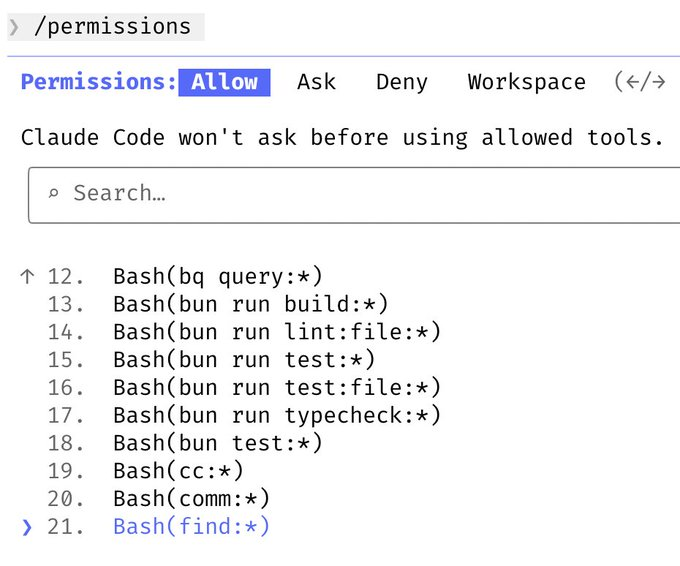 ❯ /permissions
Permissions: Allow Ask Deny Workspace (←/→
Claude Code won't ask before using allowed tools.
⌕ Search…
↑ 12. Bash(bq query:*)
13. Bash(bun run build:*)
14. Bash(bun run lint:file:*)
15. Bash(bun run test:*)
16. Bash(bun run test:file:*)
17. Bash(bun run typecheck:*)
18. Bash(bun test:*)
19. Bash(cc:*)
20. Bash(comm:*)
❯ 21. Bash(find:*)